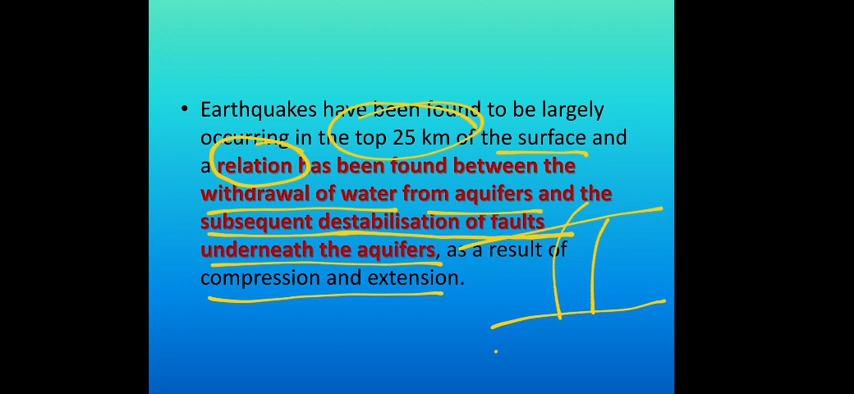 • Earthquakes have been found to be largely
occurring in the top 25 km of the surface and
a relation has been found between the
withdrawal of water from aquifers and the
subsequent destabilisation of faults
underneath the aquifers, as a result of
compression and extension.